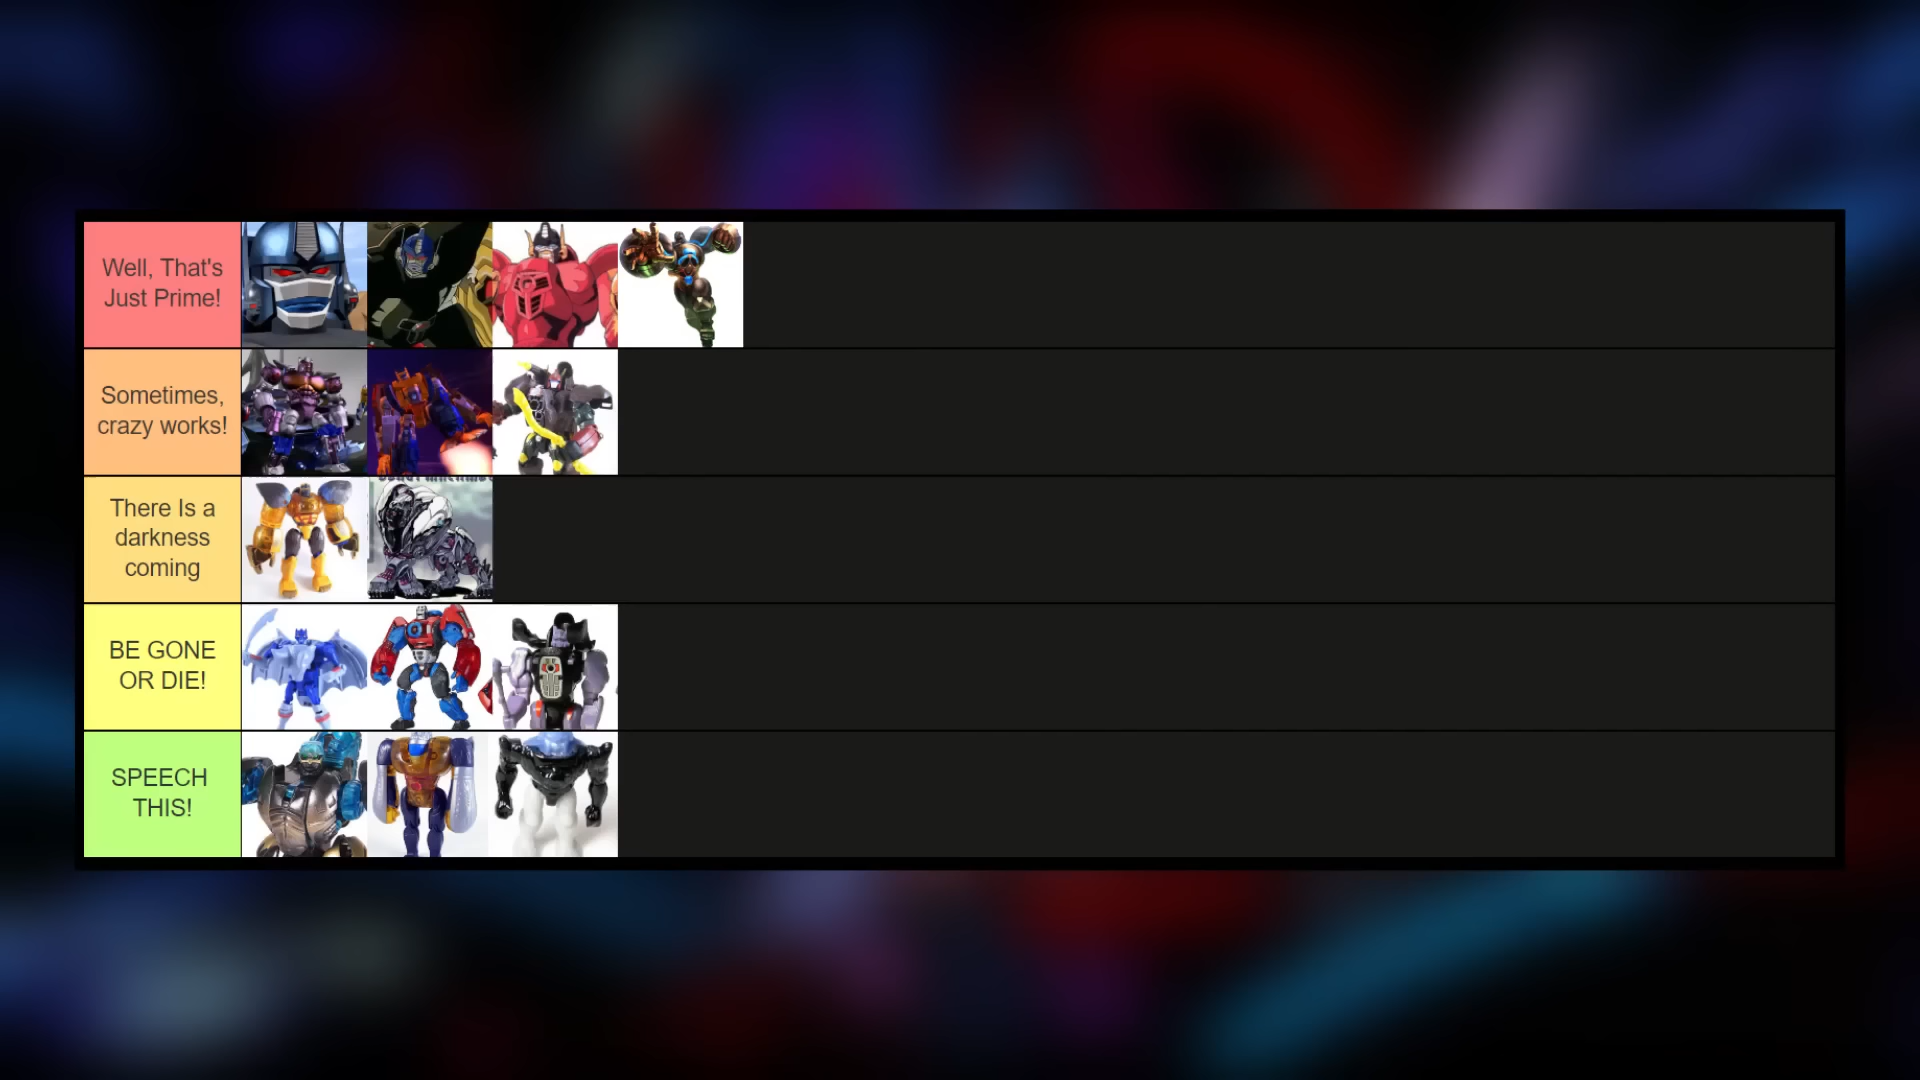 Well, That's
Just Prime!
Sometimes,
crazy works!
There Is a
darkness
coming
BE GONE
OR DIE!
SPEECH
THIS!